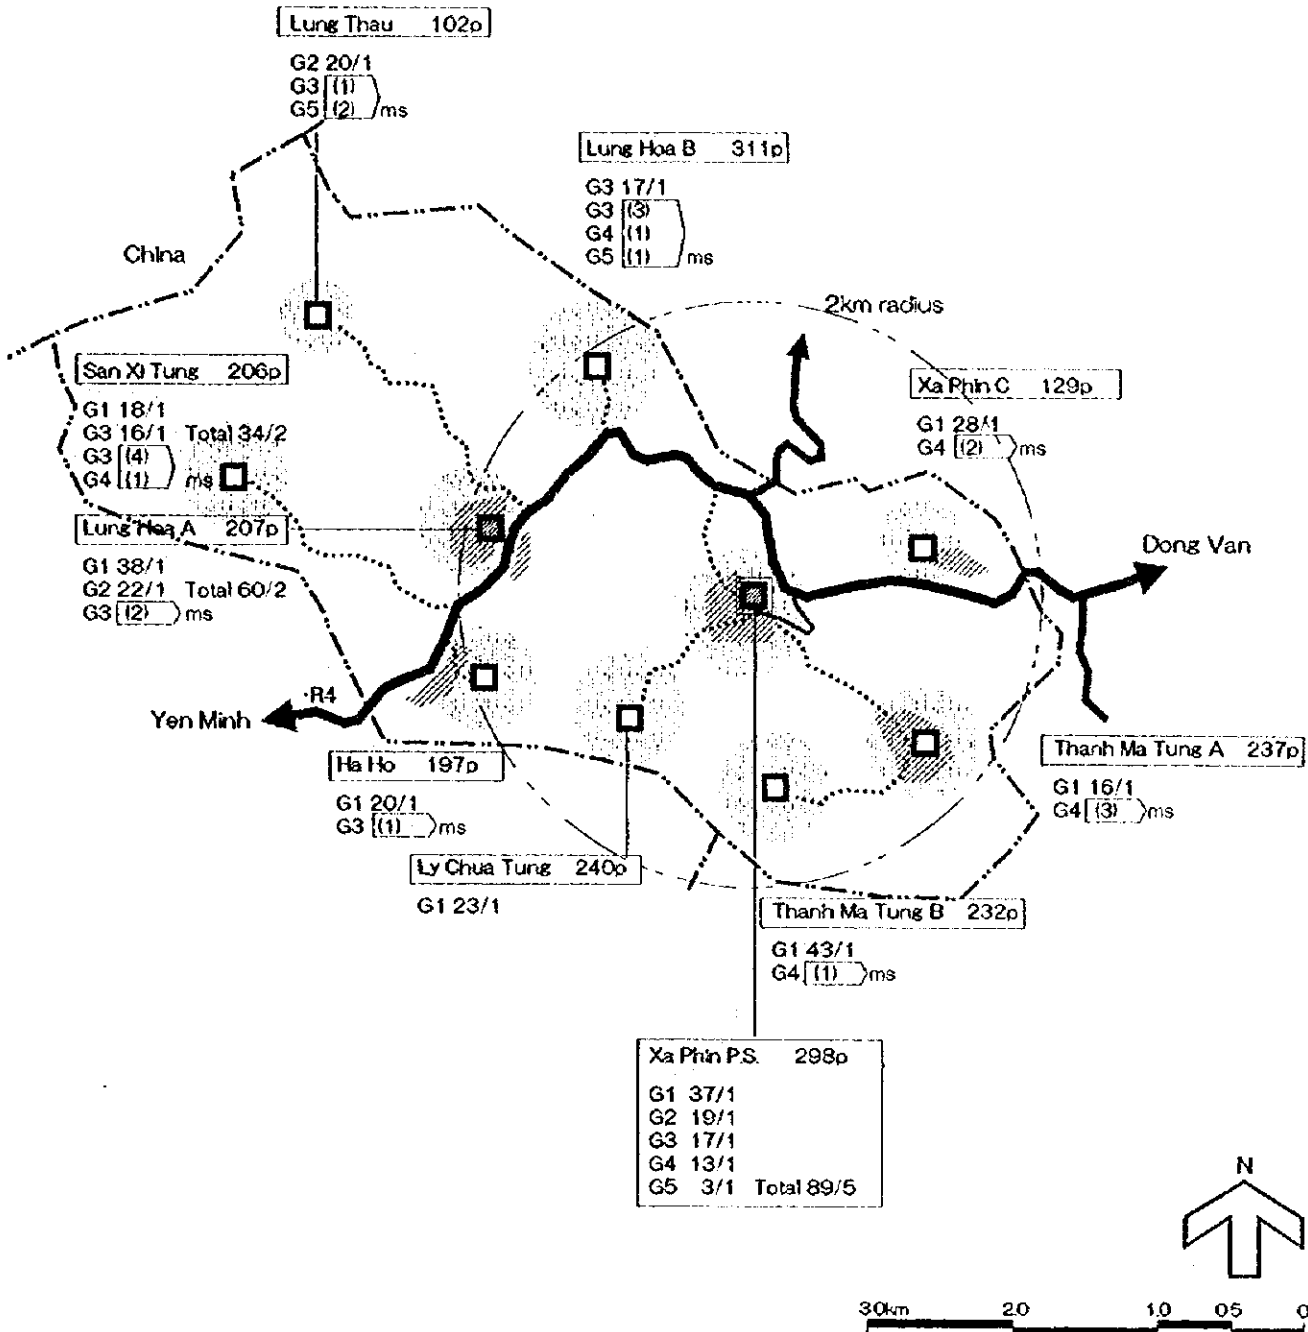 Lung Thau 102p
G2 20/1
G3 (1)
G5 (2) ms
Lung Hoa B 311p
G3 17/1
G3 (3)
G4 (1)
G5 (1) ms
China
2km radius
San Xi Tung 206p
G1 18/1
G3 16/1 Total 34/2
G3 (4)
G4 (1) ms
Xa Phin C 129p
G1 28/1
G4 (2) ms
Lung Hoa A 207p
G1 38/1
G2 22/1 Total 60/2
G3 (2) ms
Dong Van
R4
Yen Minh
Ha Ho 197p
G1 20/1
G3 (1) ms
Thanh Ma Tung A 237p
G1 16/1
G4 (3) ms
Ly Chua Tung 240p
G1 23/1
Thanh Ma Tung B 232p
G1 43/1
G4 (1) ms
Xa Phin P.S. 298p
G1 37/1
G2 19/1
G3 17/1
G4 13/1
G5 3/1 Total 89/5
N
3.0km 2.0 1.0 0.5 0